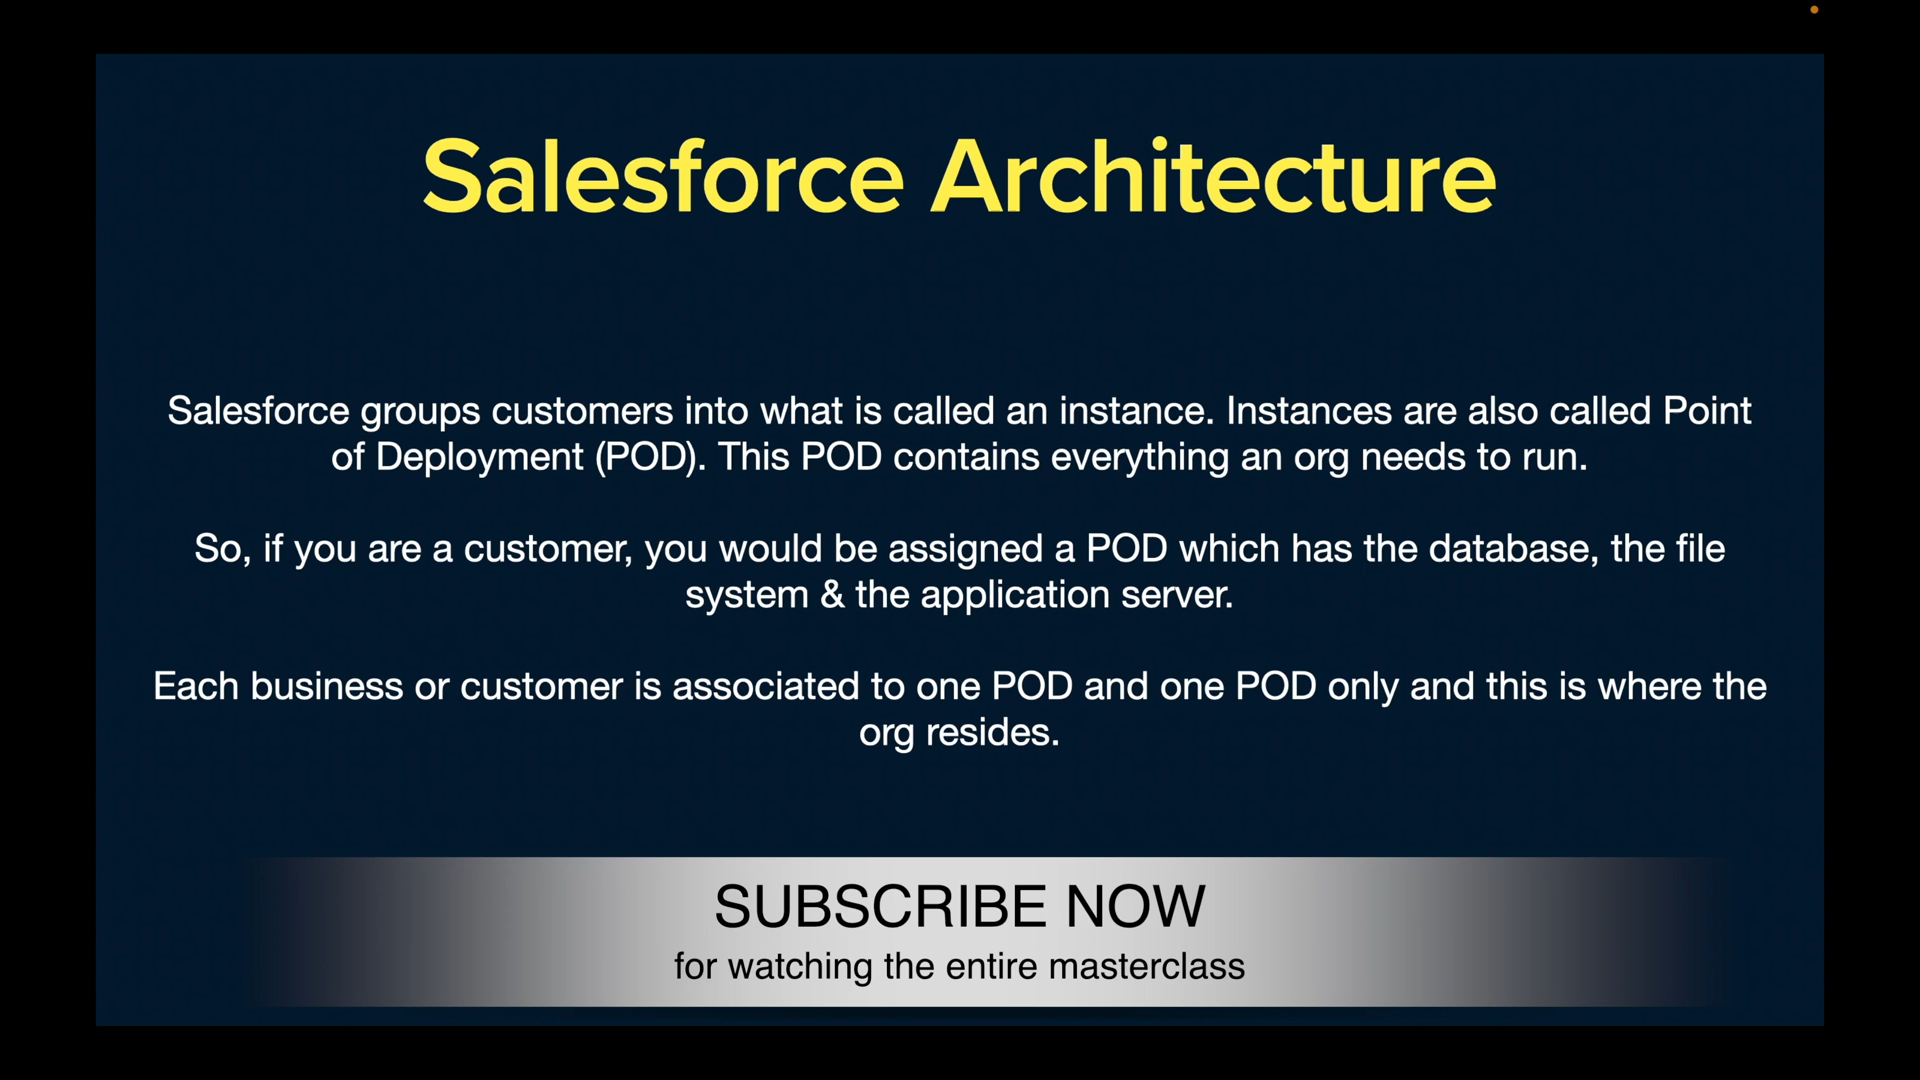 Salesforce Architecture
Salesforce groups customers into what is called an instance. Instances are also called Point
of Deployment (POD). This POD contains everything an org needs to run.
So, if you are a customer, you would be assigned a POD which has the database, the file
system & the application server.
Each business or customer is associated to one POD and one POD only and this is where the
org resides.
SUBSCRIBE NOW
for watching the entire masterclass